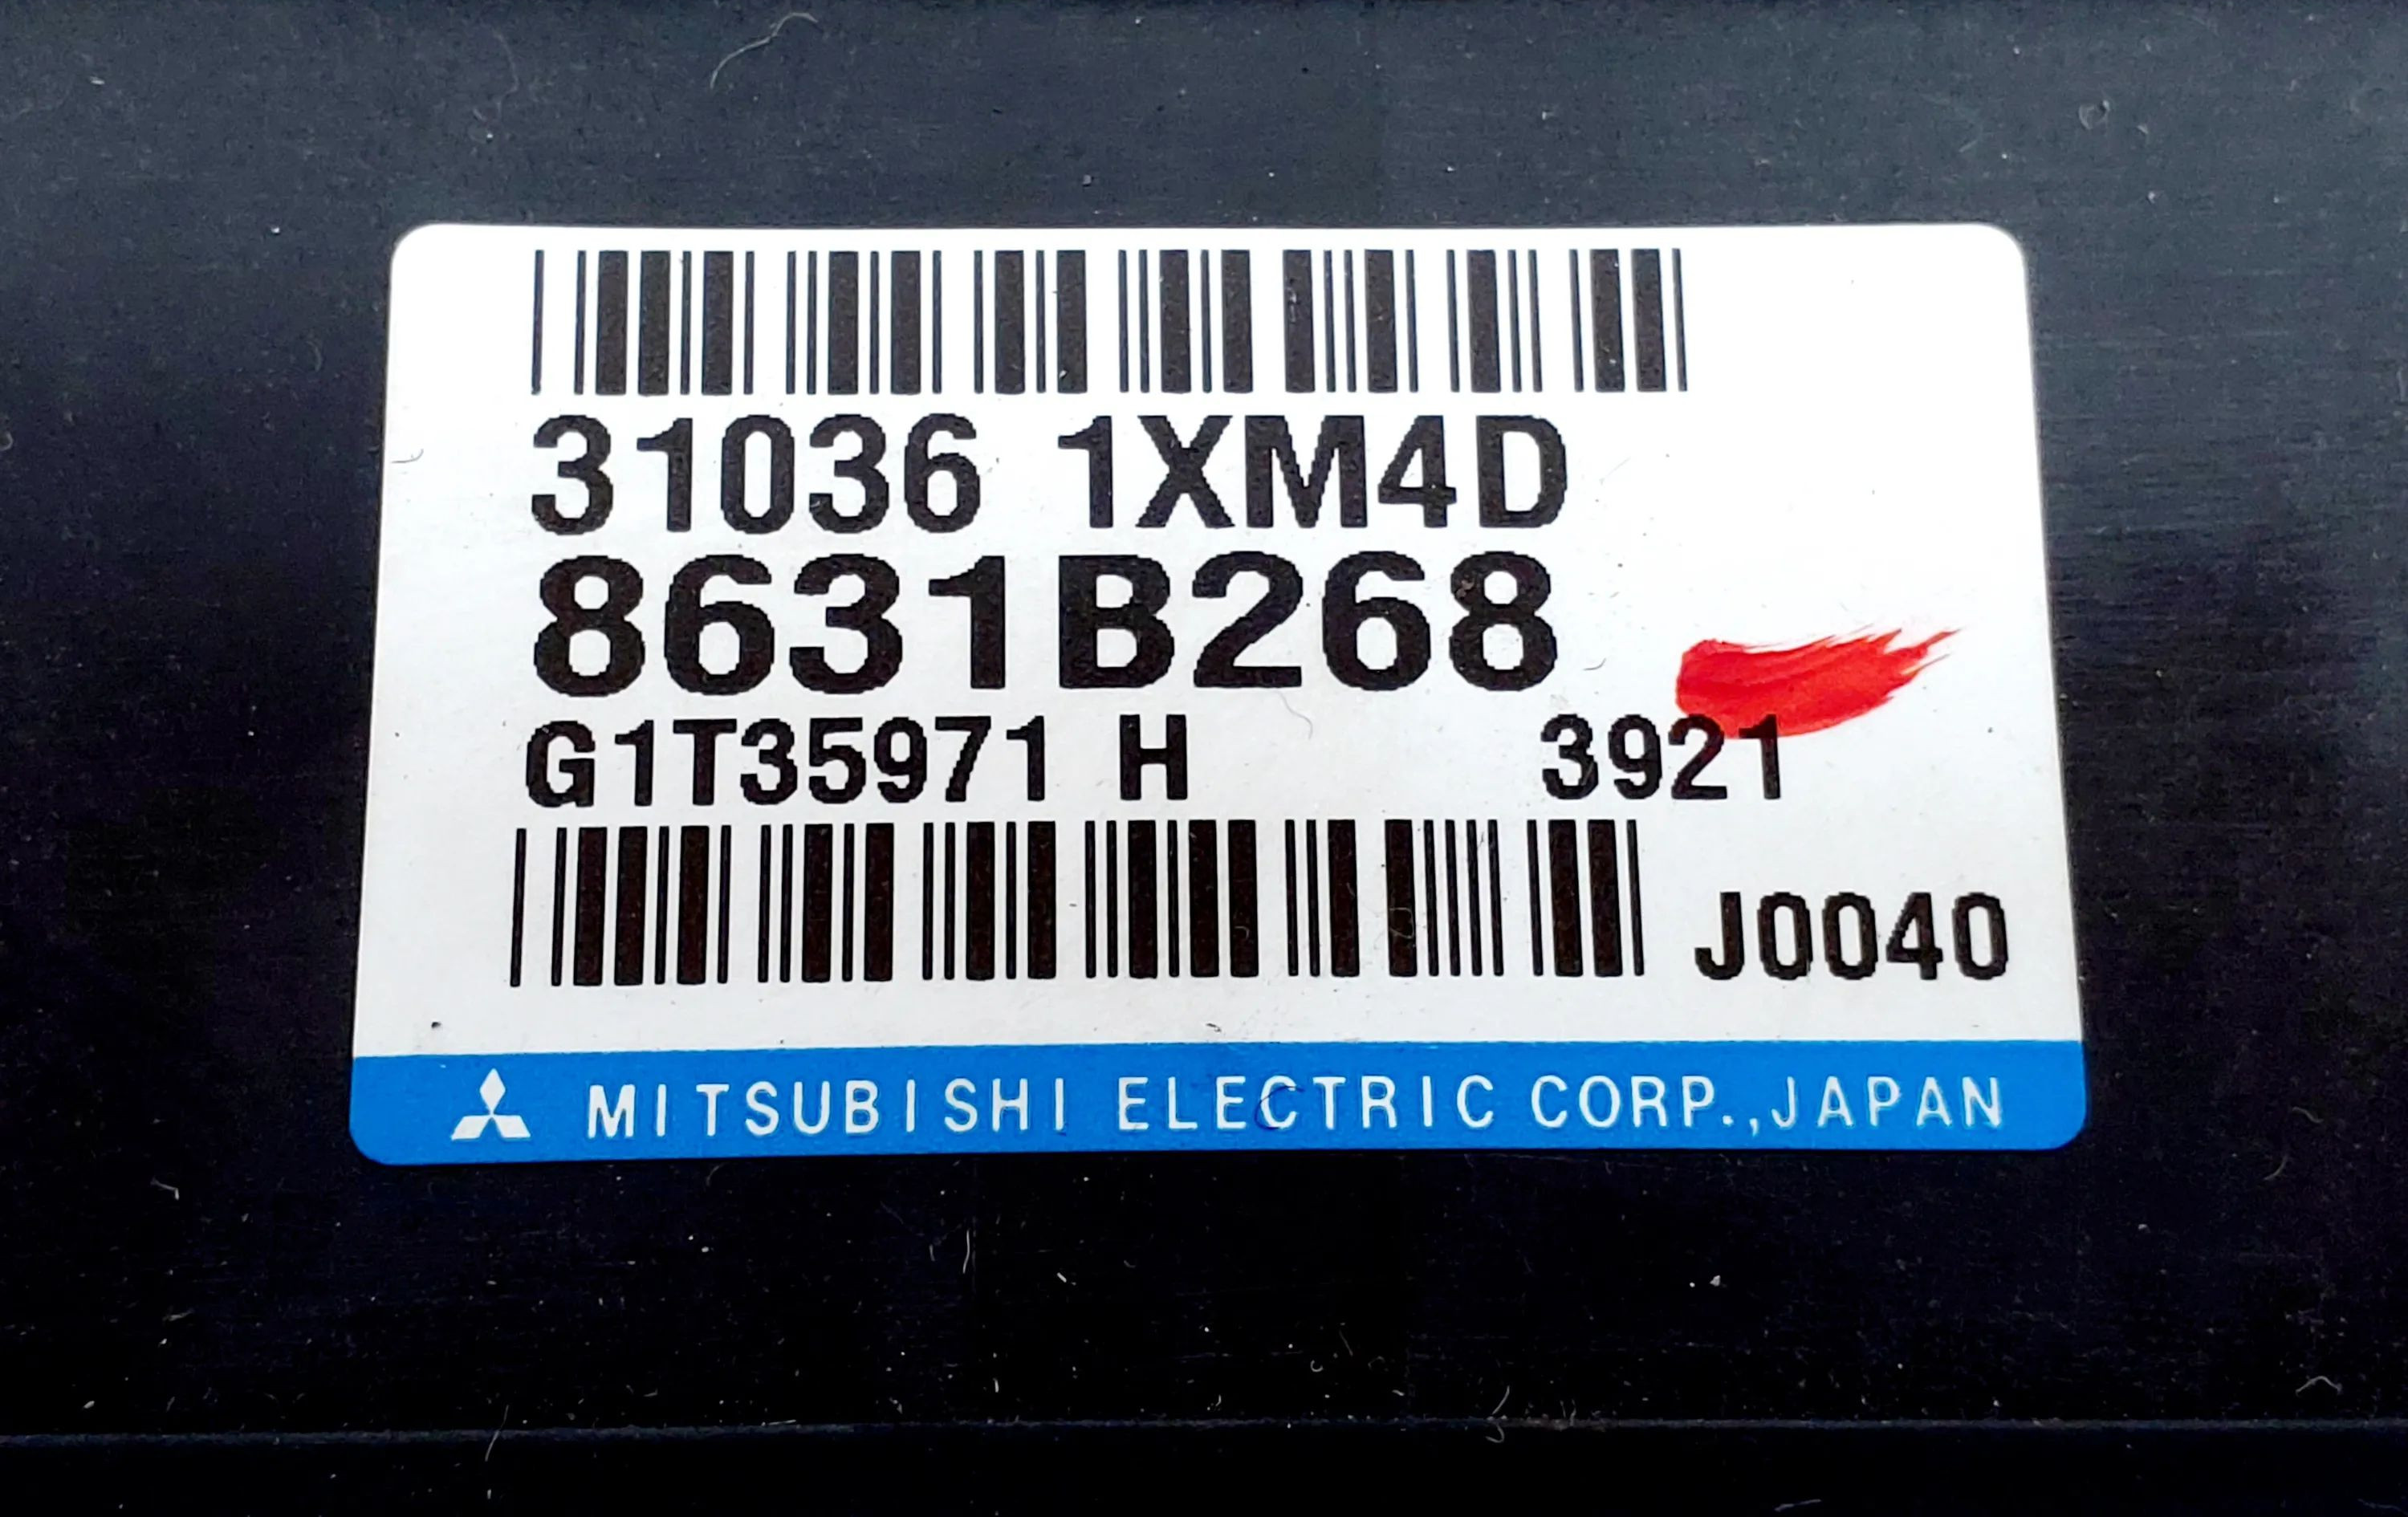 31036 1XM4D
8631B268
G1T35971 H 3921
J0040
MITSUBISHI ELECTRIC CORP.,JAPAN